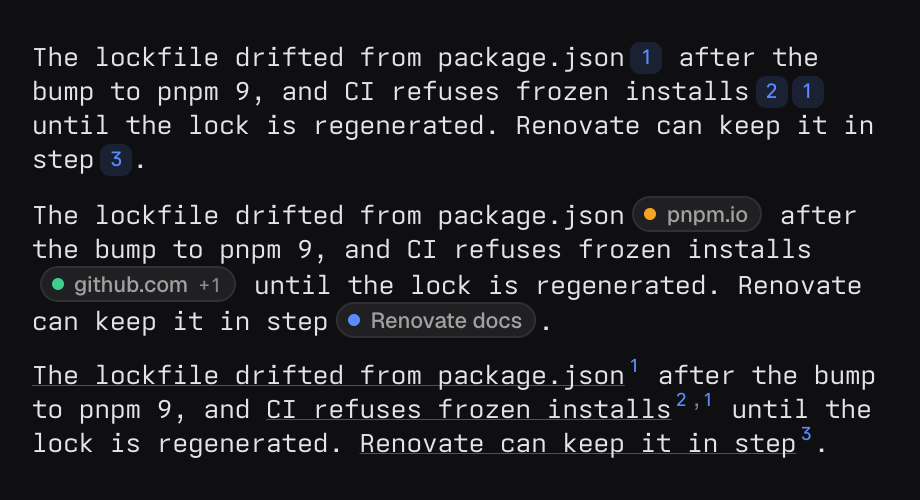 The lockfile drifted from package.json 1 after the
bump to pnpm 9, and CI refuses frozen installs 2 1
until the lock is regenerated. Renovate can keep it in
step 3 .
The lockfile drifted from package.json pnpm.io after
the bump to pnpm 9, and CI refuses frozen installs
github.com +1 until the lock is regenerated. Renovate
can keep it in step Renovate docs .
The lockfile drifted from package.json1 after the bump
to pnpm 9, and CI refuses frozen installs2,1 until the
lock is regenerated. Renovate can keep it in step3.